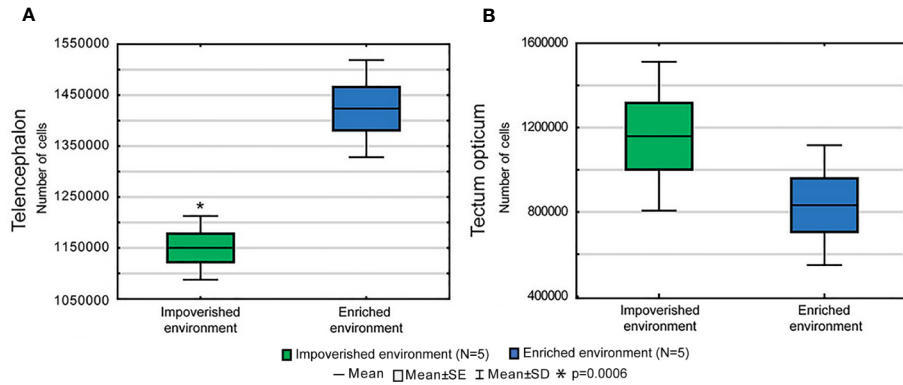 A
B
Telencephalon
Number of cells
1550000
1450000
1350000
1250000
1150000
1050000
*
Impoverished environment
Enriched environment
Tectum opticum
Number of cells
1600000
1200000
800000
400000
Impoverished environment
Enriched environment
Impoverished environment (N=5) Enriched environment (N=5)
Mean Mean±SE Mean±SD * p=0.0006